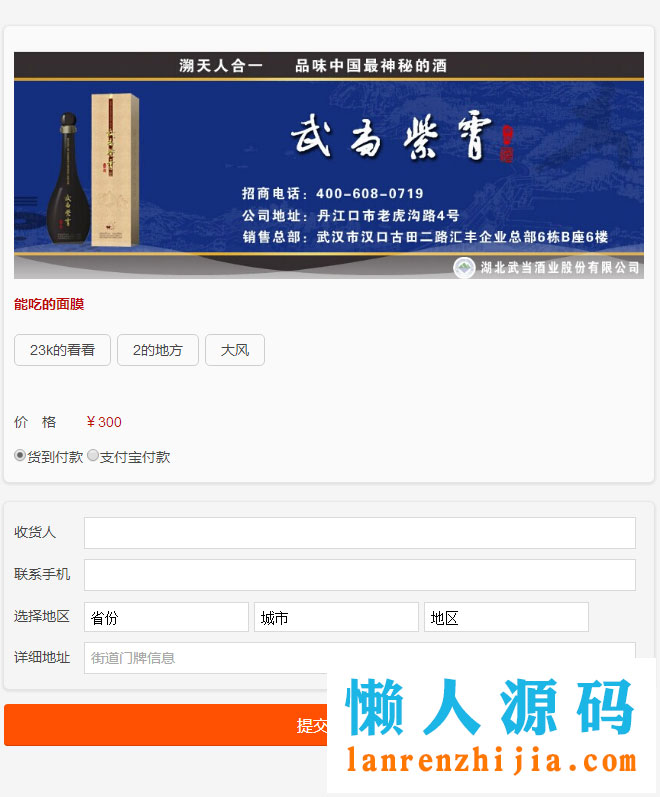 溯天人合一 品味中国最神秘的酒
武当紫霄
武当紫霄
招商电话：400-608-0719
公司地址：丹江口市老虎沟路4号
销售总部：武汉市汉口古田二路汇丰企业总部6栋B座6楼
湖北武当酒业股份有限公司
能吃的面膜
23k的看看 2的地方 大风
价 格 ￥300
货到付款 支付宝付款
收货人
联系手机
选择地区 省份 城市 地区
详细地址 街道门牌信息
提交
懒人源码
lanrenzhijia.com